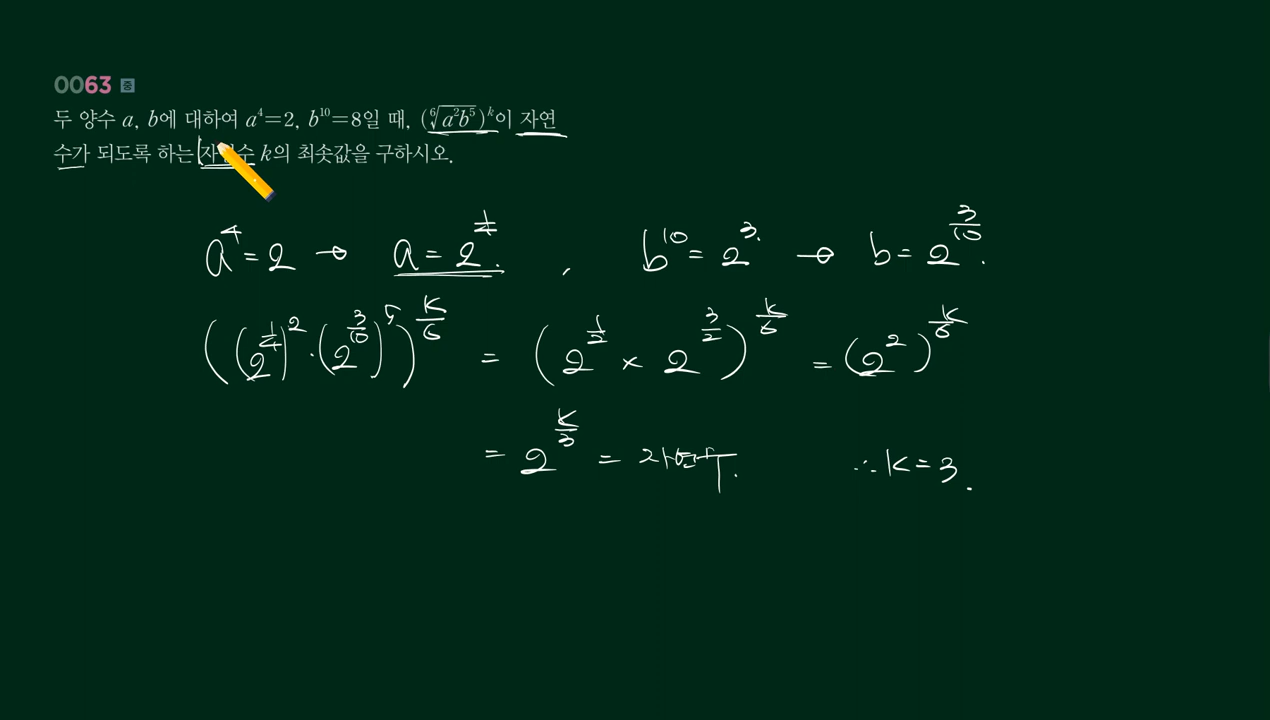 0063 중
두 양수 a, b에 대하여 a⁴=2, b¹⁰=8일 때, (⁶√(a²b⁵))ᵏ이 자연
수가 되도록 하는 자연수 k의 최솟값을 구하시오.
a⁴ = 2 → a = 2^(1/4). , b¹⁰ = 2³. → b = 2^(3/10).
((2^(1/4))² · (2^(3/10))⁵)^(k/6) = (2^(1/2) × 2^(3/2))^(k/6) = (2²)^(k/6)
= 2^(k/3) = 자연수. ∴ k = 3.